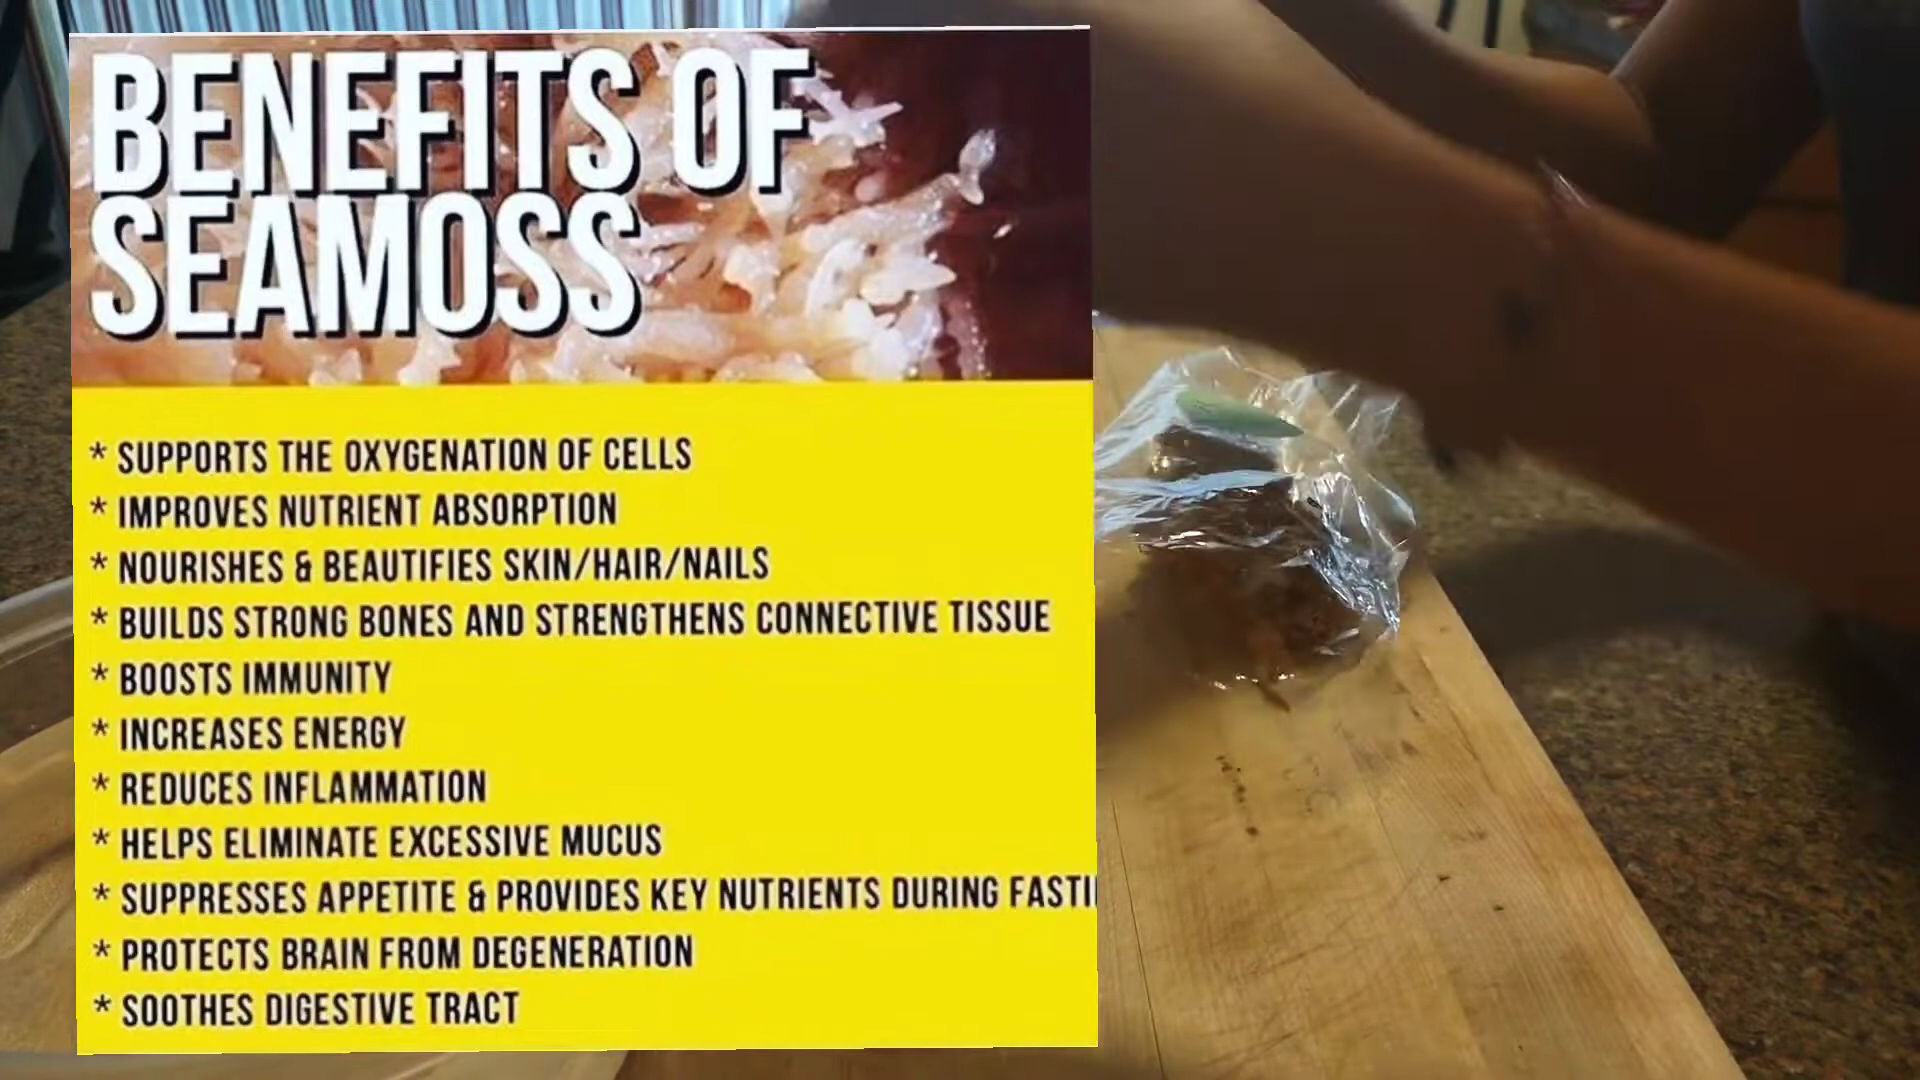 BENEFITS OF
SEAMOSS
* SUPPORTS THE OXYGENATION OF CELLS
* IMPROVES NUTRIENT ABSORPTION
* NOURISHES & BEAUTIFIES SKIN/HAIR/NAILS
* BUILDS STRONG BONES AND STRENGTHENS CONNECTIVE TISSUE
* BOOSTS IMMUNITY
* INCREASES ENERGY
* REDUCES INFLAMMATION
* HELPS ELIMINATE EXCESSIVE MUCUS
* SUPPRESSES APPETITE & PROVIDES KEY NUTRIENTS DURING
* PROTECTS BRAIN FROM DEGENERATION
* SOOTHES DIGESTIVE TRACT